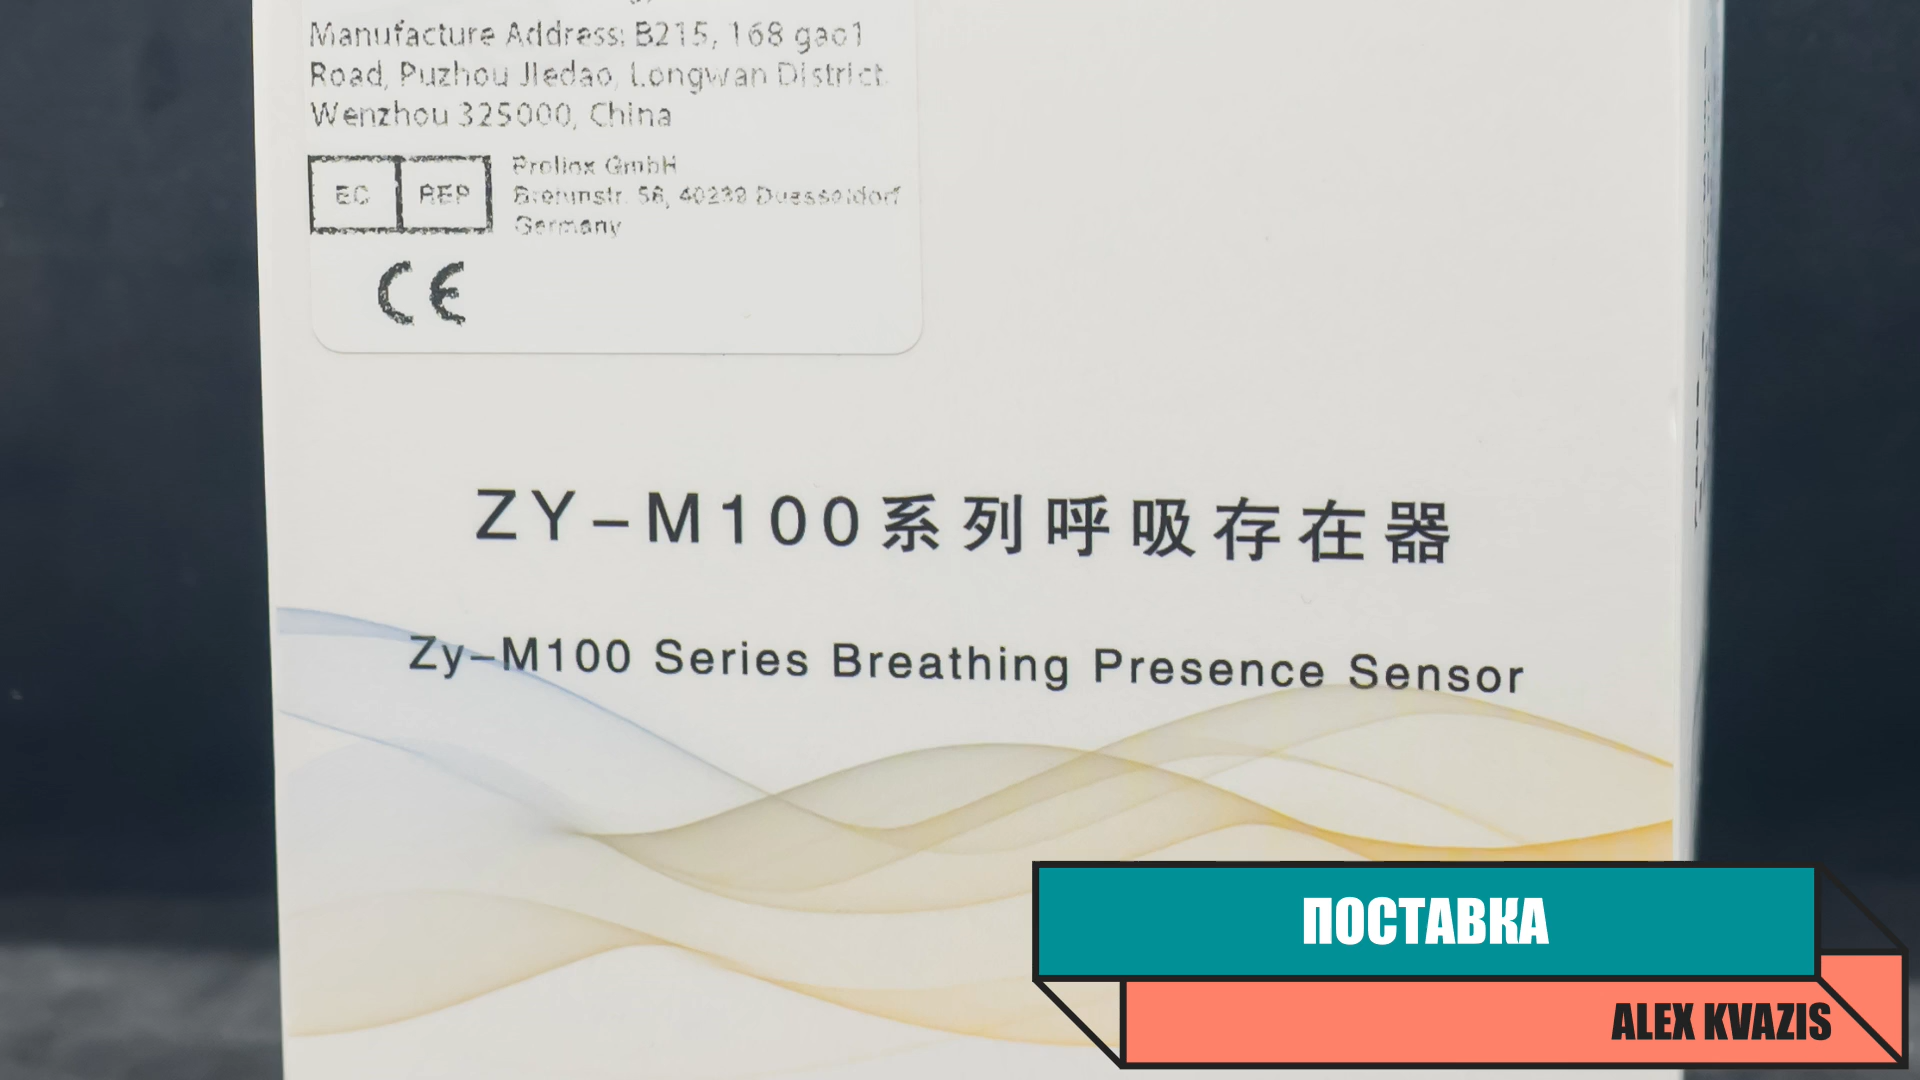 Manufacture Address: B215, 168 gao1
Road, Puzhou Jiedao, Longwan District
Wenzhou 325000, China
EC REP
Prolinx GmbH
Brehmstr. 56, 40239 Duesseldorf
Germany
CE
ZY-M100系列呼吸存在器
Zy-M100 Series Breathing Presence Sensor
ПОСТАВКА
ALEX KVAZIS